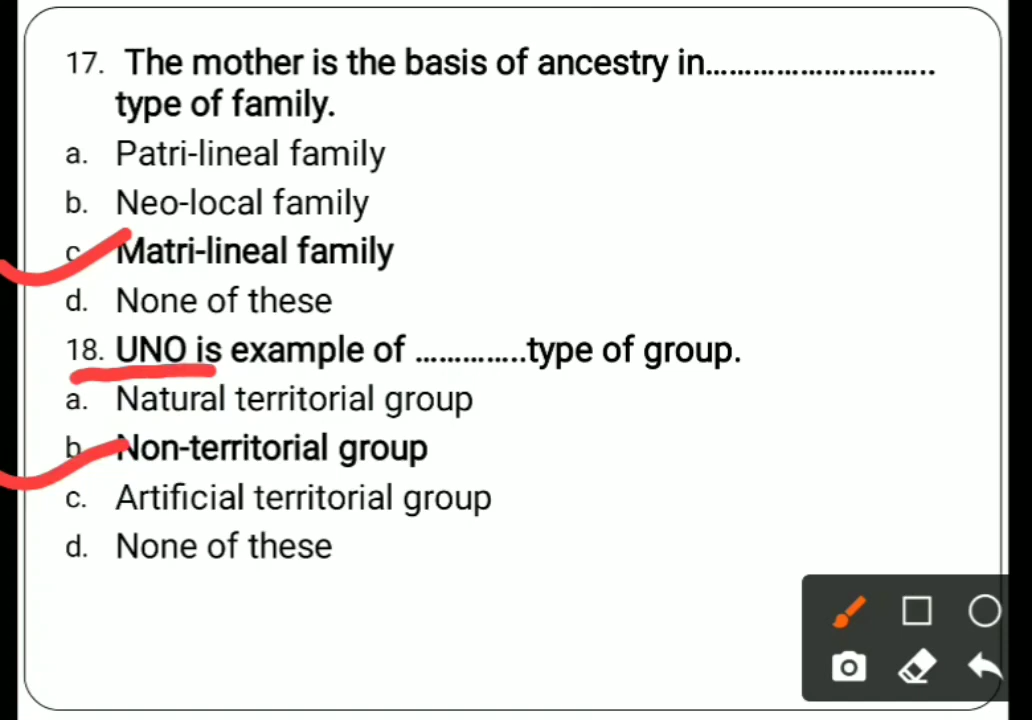 17. The mother is the basis of ancestry in..............................
type of family.
a. Patri-lineal family
b. Neo-local family
c. Matri-lineal family
d. None of these
18. UNO is example of ..............type of group.
a. Natural territorial group
b. Non-territorial group
c. Artificial territorial group
d. None of these